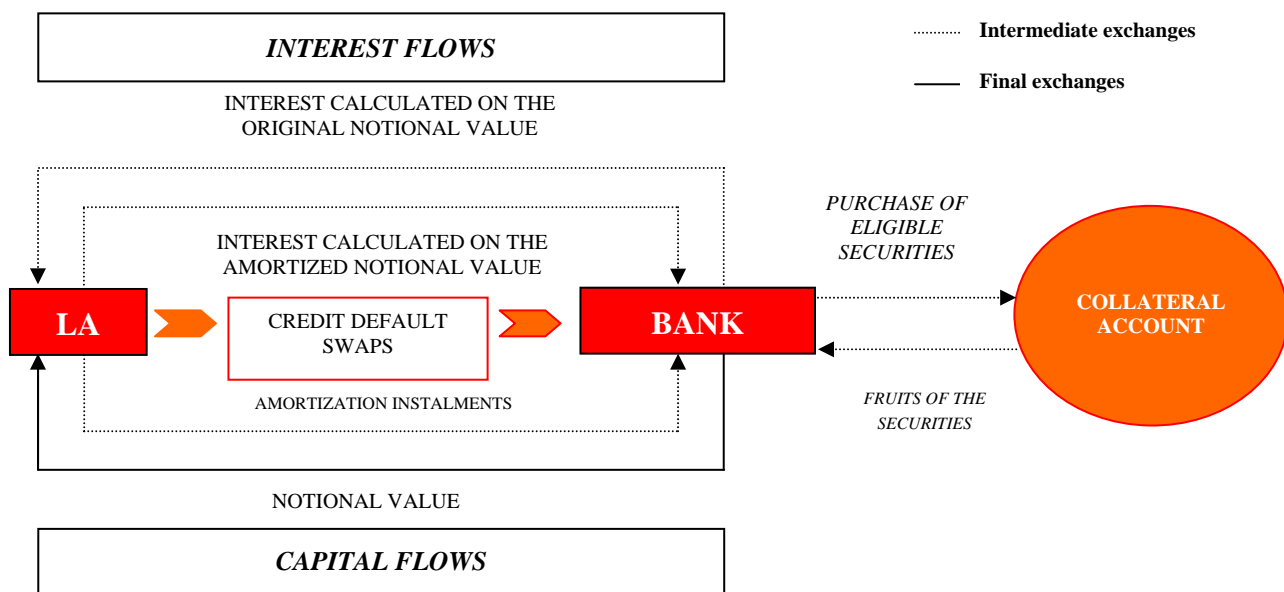 INTEREST FLOWS
Intermediate exchanges
Final exchanges
INTEREST CALCULATED ON THE
ORIGINAL NOTIONAL VALUE
INTEREST CALCULATED ON THE
AMORTIZED NOTIONAL VALUE
PURCHASE OF
ELIGIBLE
SECURITIES
LA
CREDIT DEFAULT
SWAPS
BANK
COLLATERAL
ACCOUNT
AMORTIZATION INSTALMENTS
FRUITS OF THE
SECURITIES
NOTIONAL VALUE
CAPITAL FLOWS